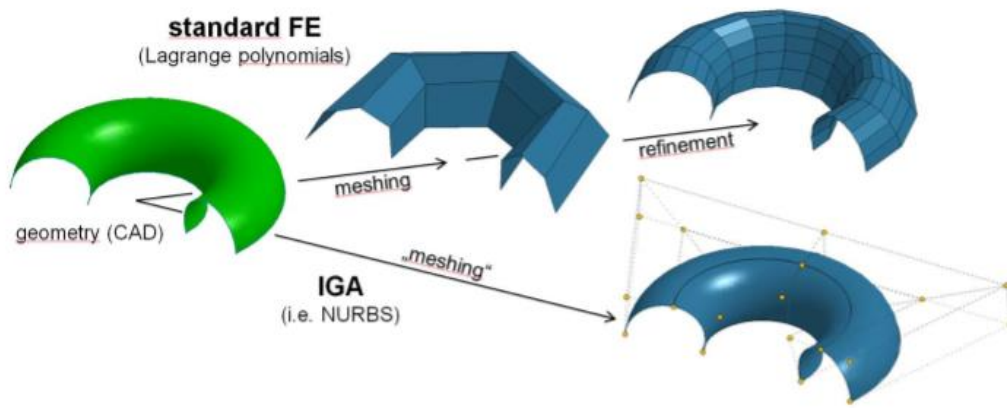 standard FE
(Lagrange polynomials)
meshing
refinement
geometry (CAD)
„meshing“
IGA
(i.e. NURBS)